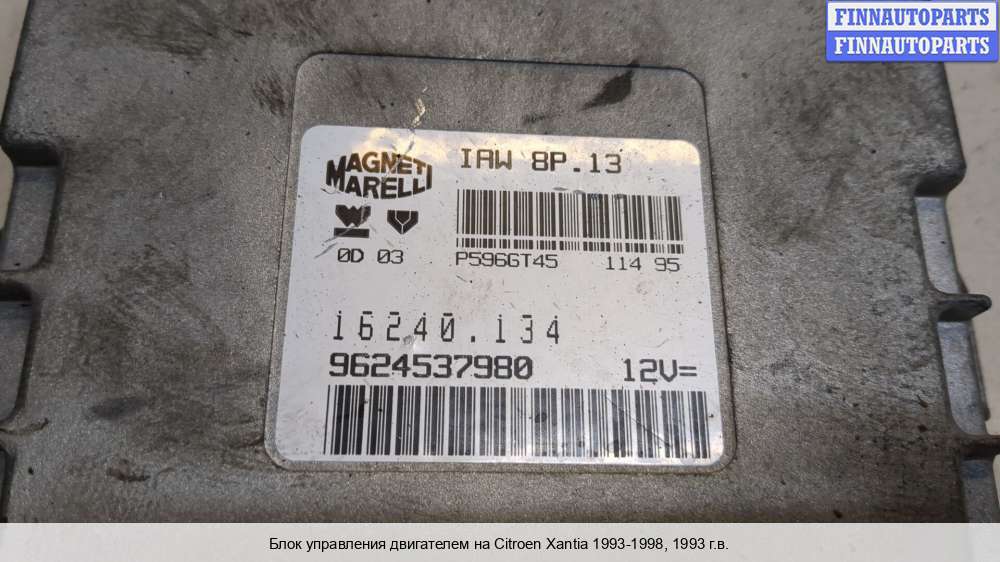 FINNAUTOPARTS
FINNAUTOPARTS
MAGNETI
MARELLI
IAW 8P.13
0D 03
P596GT45 114 95
16240.134
9624537980 12V=
Блок управления двигателем на Citroen Xantia 1993-1998, 1993 г.в.